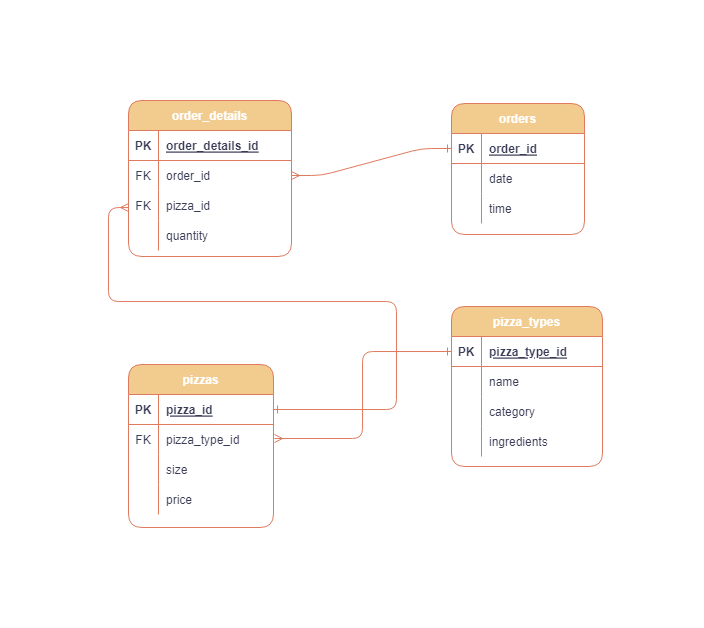 order_details
PK order_details_id
FK order_id
FK pizza_id
quantity
orders
PK order_id
date
time
pizzas
PK pizza_id
FK pizza_type_id
size
price
pizza_types
PK pizza_type_id
name
category
ingredients